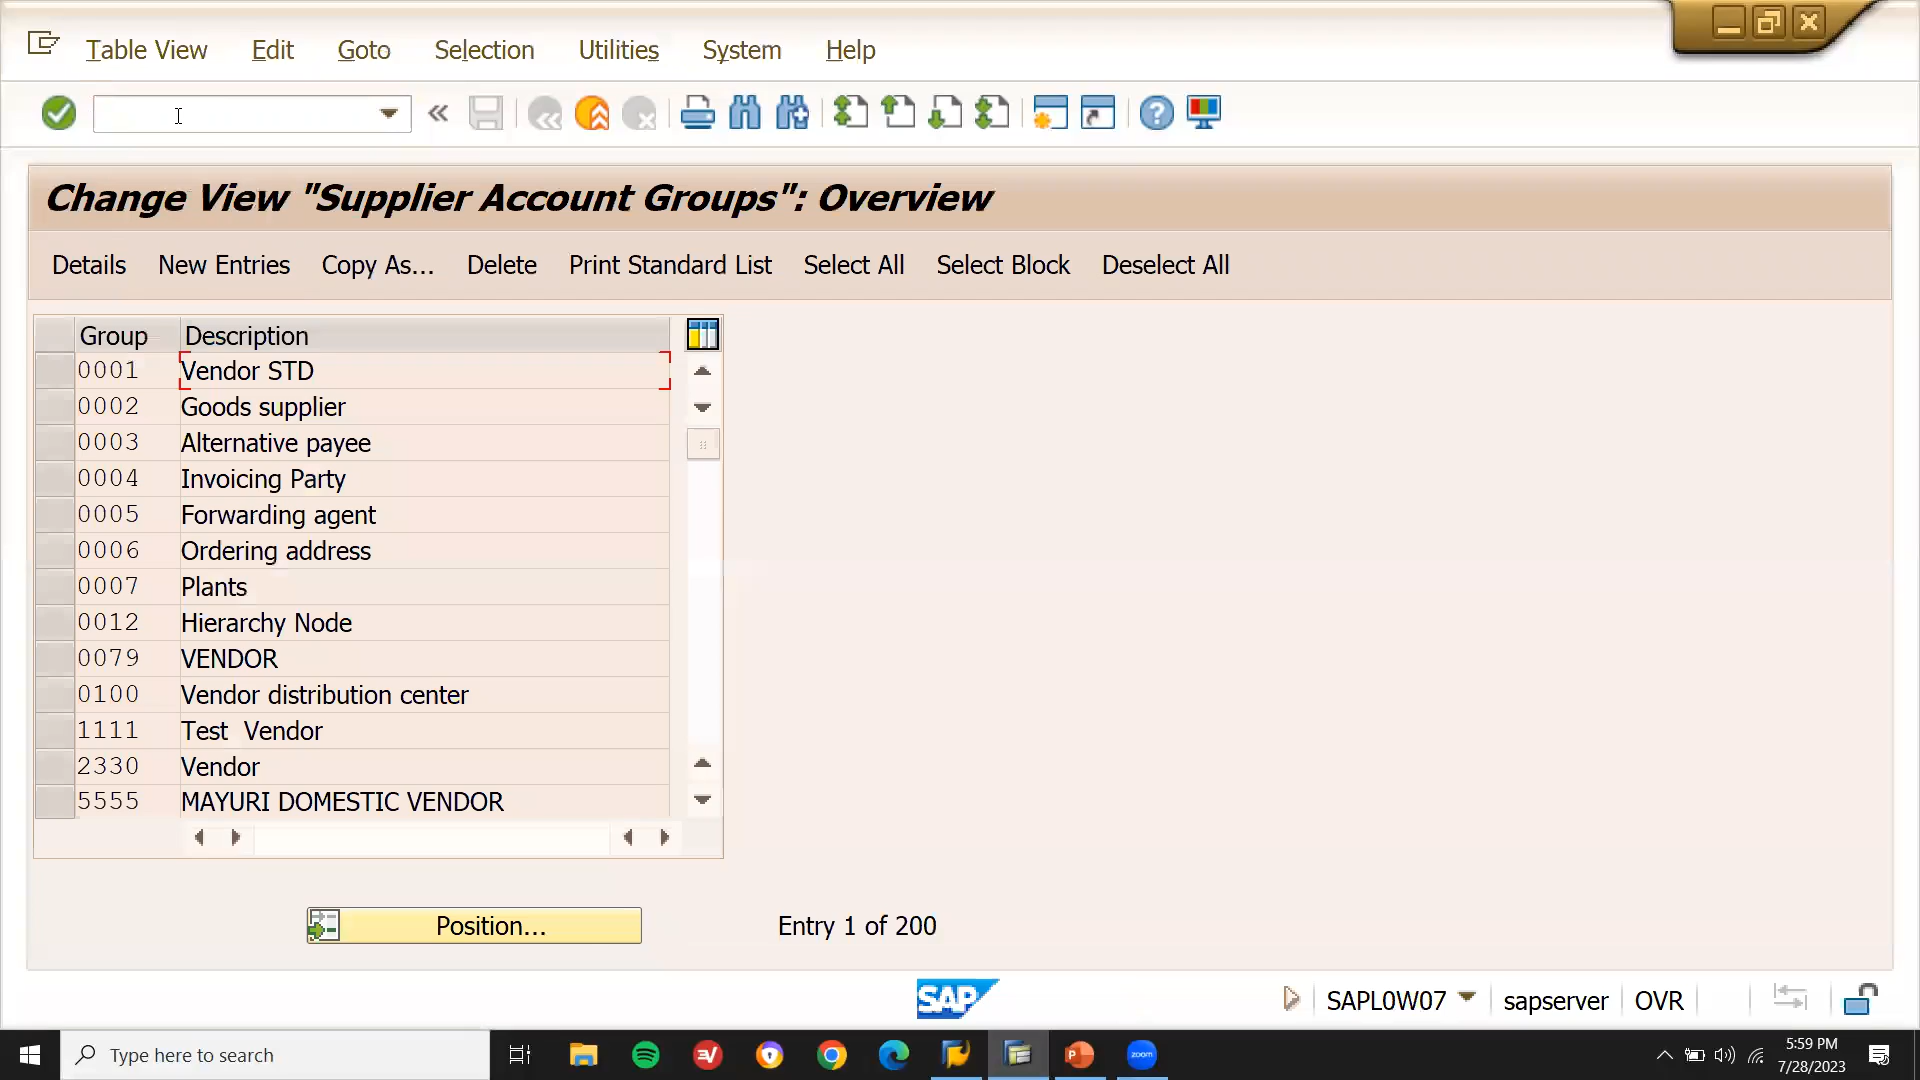 Table View Edit Goto Selection Utilities System Help
Change View "Supplier Account Groups": Overview
Details New Entries Copy As... Delete Print Standard List Select All Select Block Deselect All
Group Description
0001 Vendor STD
0002 Goods supplier
0003 Alternative payee
0004 Invoicing Party
0005 Forwarding agent
0006 Ordering address
0007 Plants
0012 Hierarchy Node
0079 VENDOR
0100 Vendor distribution center
1111 Test  Vendor
2330 Vendor
5555 MAYURI DOMESTIC VENDOR
Position... Entry 1 of 200
SAP SAPL0W07 sapserver OVR
Type here to search zoom 5:59 PM
7/28/2023